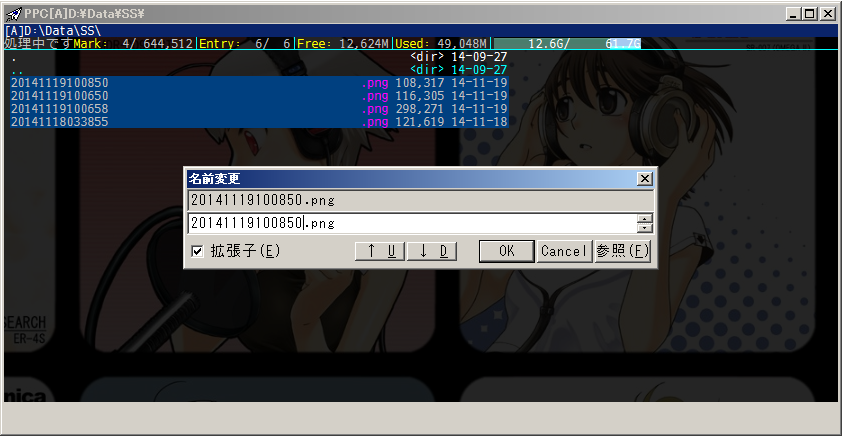 PPC[A]D:¥Data¥SS¥
[A]D:\Data\SS\
処理中ですMark: 4/ 644,512|Entry: 6/ 6|Free: 12,624M|Used: 49,048M| 12.6G/ 61.7G
. <dir> 14-09-27
.. <dir> 14-09-27
20141119100850 .png 108,317 14-11-19
20141119100650 .png 116,305 14-11-19
20141119100658 .png 298,271 14-11-19
20141118033855 .png 121,619 14-11-18
名前変更
20141119100850.png
20141119100850.png
拡張子(E) ↑ U ↓ D OK Cancel 参照(F)
SEARCH
ER-4S